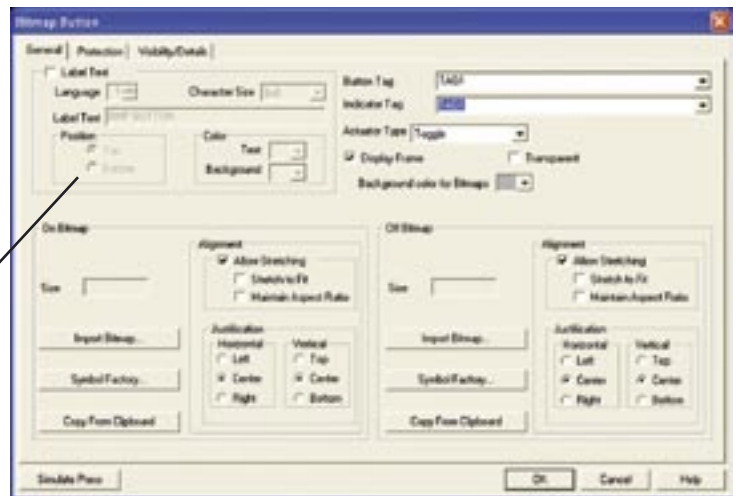 Bitmap Button
General Protection Visibility/Details
Label Text
Language
Character Size 6x8
Label Text BMP BUTTON
Position
Top
Bottom
Color
Text
Background
Button Tag TAG1
Indicator Tag
Actuator Type Toggle
Display Frame Transparent
Background color for Bitmaps
On Bitmap
Size
Import Bitmap...
Symbol Factory...
Copy From Clipboard
Alignment
Allow Stretching
Stretch to Fit
Maintain Aspect Ratio
Justification
Horizontal Vertical
Left Top
Center Center
Right Bottom
Off Bitmap
Size
Import Bitmap...
Symbol Factory...
Copy From Clipboard
Alignment
Allow Stretching
Stretch to Fit
Maintain Aspect Ratio
Justification
Horizontal Vertical
Left Top
Center Center
Right Bottom
Simulate Press OK Cancel Help